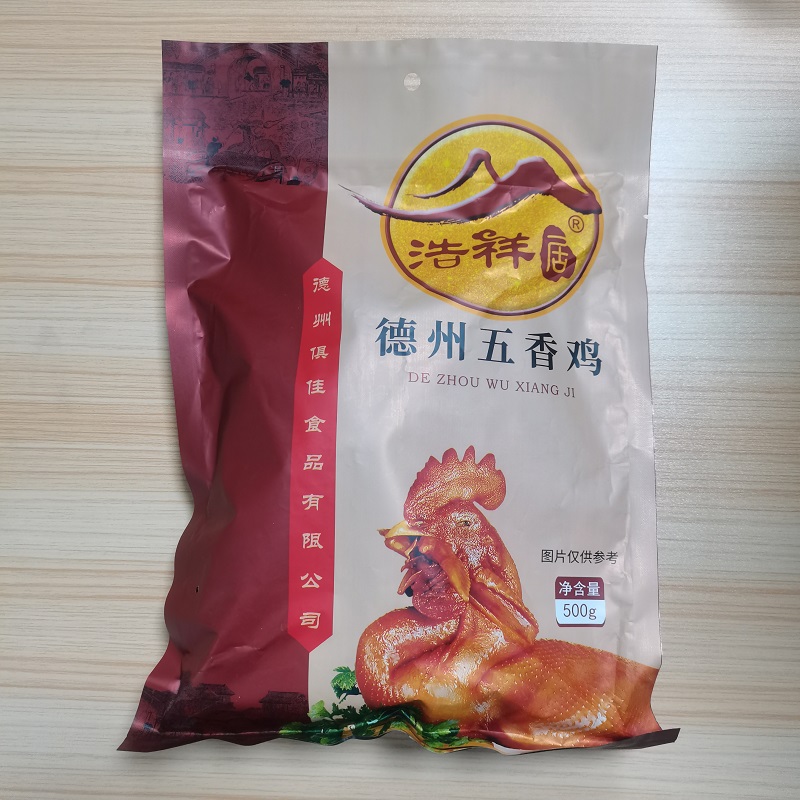 浩祥居
®
德州五香鸡
DE ZHOU WU XIANG JI
德州俱佳食品有限公司
图片仅供参考
净含量
500g